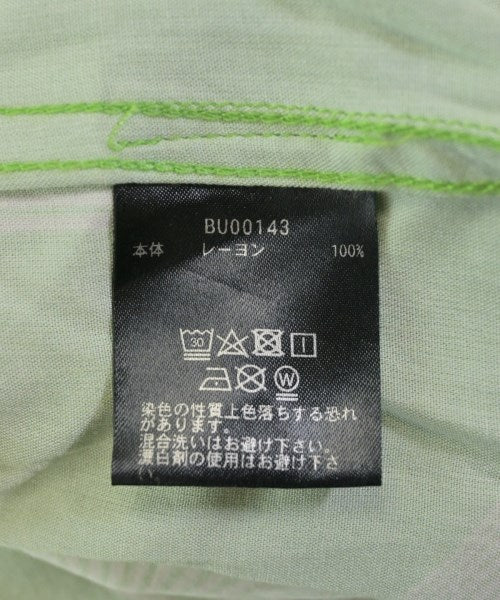 BU00143
本体 レーヨン 100%
30
W
染色の性質上色落ちする恐れ
があります。
混合洗いはお避け下さい。
漂白剤の使用はお避け下さ